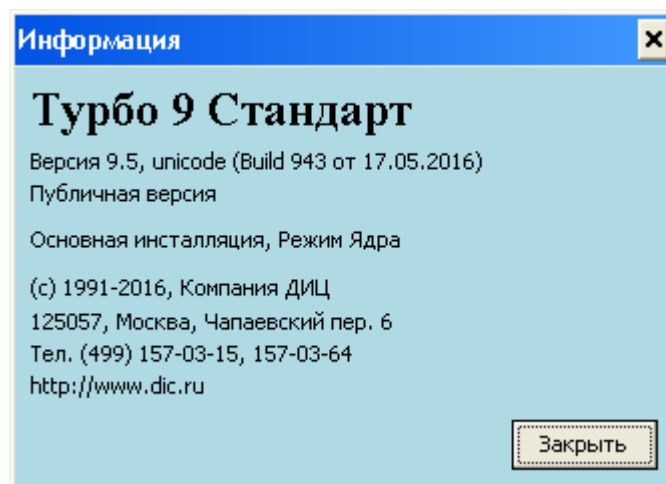 Информация
Турбо 9 Стандарт
Версия 9.5, unicode (Build 943 от 17.05.2016)
Публичная версия
Основная инсталляция, Режим Ядра
(c) 1991-2016, Компания ДИЦ
125057, Москва, Чапаевский пер. 6
Тел. (499) 157-03-15, 157-03-64
http://www.dic.ru
Закрыть